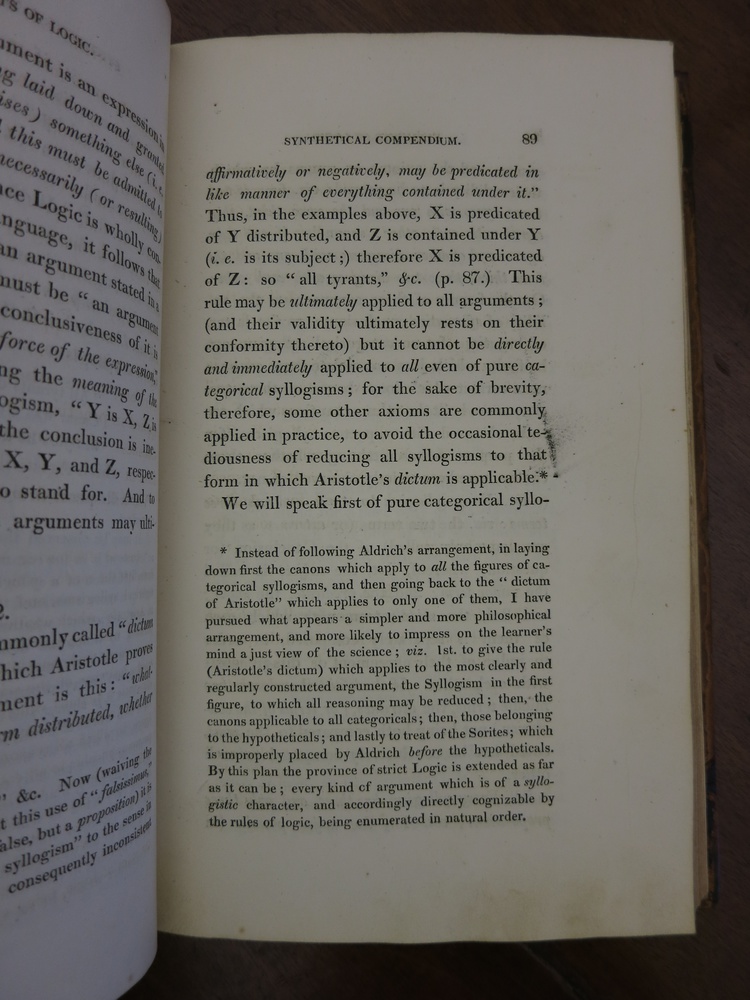 TS OF LOGIC.
ument is an expression in
g laid down and granted
ises) something else (i. e.
this must be admitted to
necessarily (or resulting)
ce Logic is wholly con-
nguage, it follows that
an argument stated in a
must be "an argument
conclusiveness of it is
force of the expression,"
ng the meaning of the
ogism, "Y is X, Z is
the conclusion is ine-
X, Y, and Z, respec-
o stand for. And to
arguments may ulti-
2.
mmonly called "dictum
hich Aristotle proves
ment is this: "what-
rm distributed, whether
" &c. Now (waiving the
t this use of "falsissimus,"
alse, but a proposition) it is
syllogism" to the sense in
consequently inconsistent
SYNTHETICAL COMPENDIUM. 89
affirmatively or negatively, may be predicated in
like manner of everything contained under it."
Thus, in the examples above, X is predicated
of Y distributed, and Z is contained under Y
(i. e. is its subject;) therefore X is predicated
of Z: so "all tyrants," &c. (p. 87.) This
rule may be ultimately applied to all arguments;
(and their validity ultimately rests on their
conformity thereto) but it cannot be directly
and immediately applied to all even of pure ca-
tegorical syllogisms; for the sake of brevity,
therefore, some other axioms are commonly
applied in practice, to avoid the occasional te-
diousness of reducing all syllogisms to that
form in which Aristotle's dictum is applicable.*
We will speak first of pure categorical syllo-
* Instead of following Aldrich's arrangement, in laying
down first the canons which apply to all the figures of ca-
tegorical syllogisms, and then going back to the "dictum
of Aristotle" which applies to only one of them, I have
pursued what appears a simpler and more philosophical
arrangement, and more likely to impress on the learner's
mind a just view of the science; viz. 1st. to give the rule
(Aristotle's dictum) which applies to the most clearly and
regularly constructed argument, the Syllogism in the first
figure, to which all reasoning may be reduced; then, the
canons applicable to all categoricals; then, those belonging
to the hypotheticals; and lastly to treat of the Sorites; which
is improperly placed by Aldrich before the hypotheticals.
By this plan the province of strict Logic is extended as far
as it can be; every kind of argument which is of a syllo-
gistic character, and accordingly directly cognizable by
the rules of logic, being enumerated in natural order.